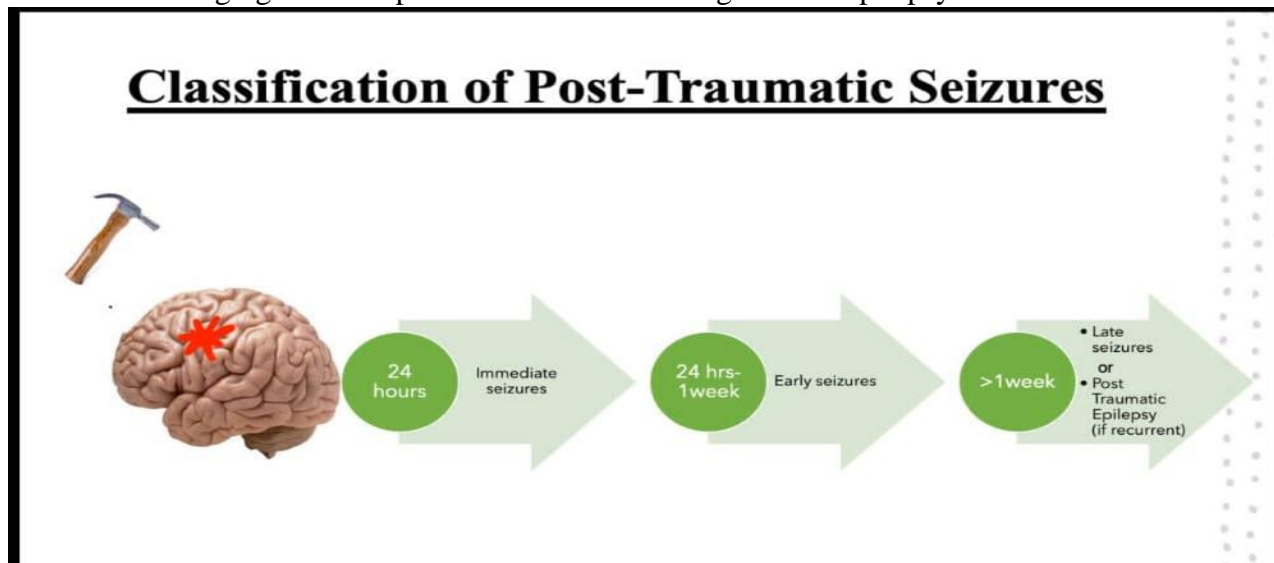 Classification of Post-Traumatic Seizures
24
hours
Immediate
seizures
24 hrs-
1week
Early seizures
>1week
• Late
seizures
or
• Post
Traumatic
Epilepsy
(if recurrent)